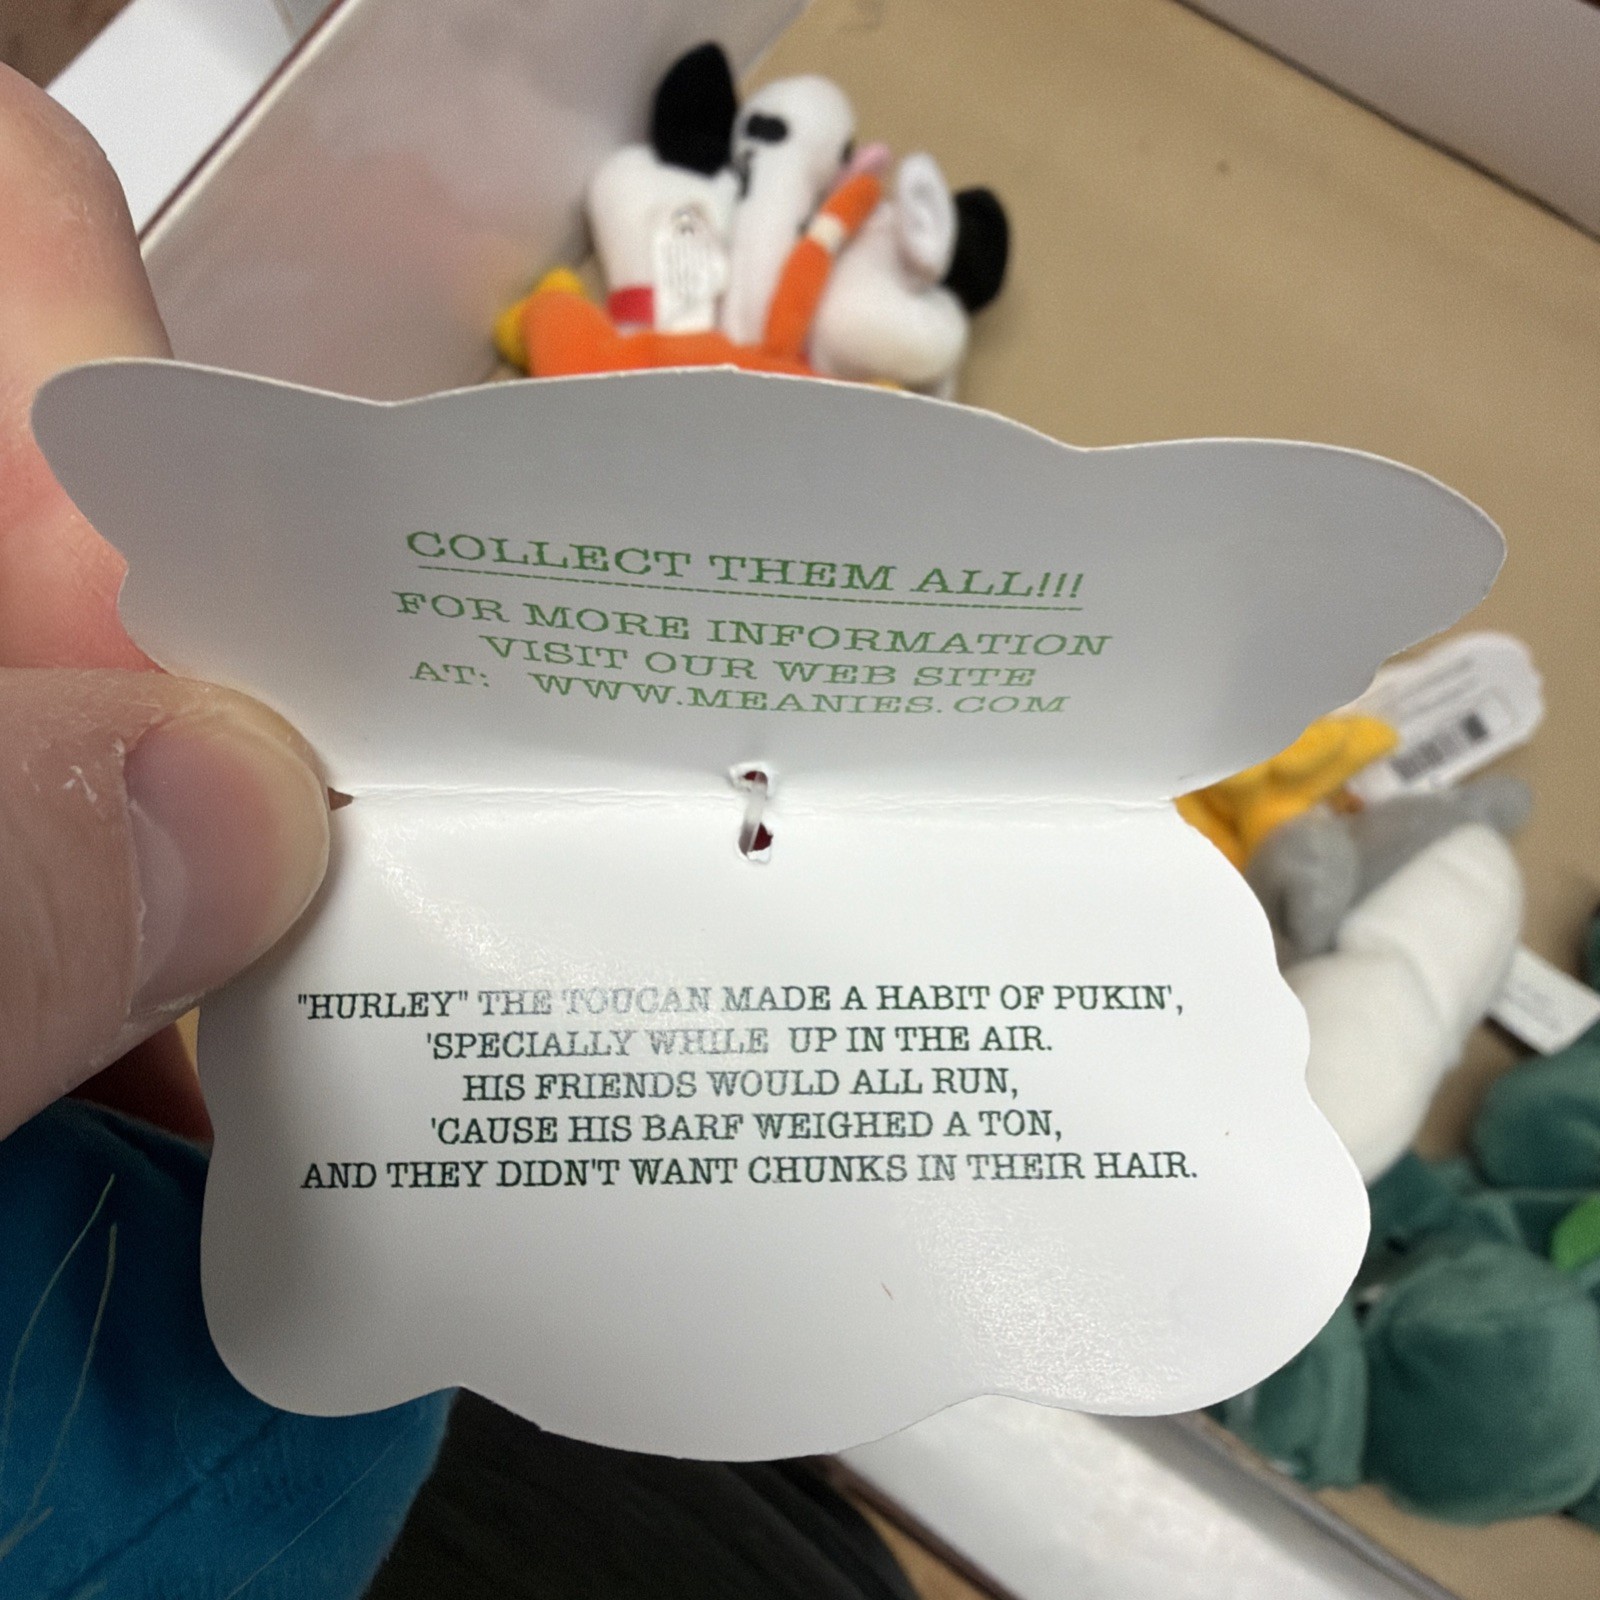 COLLECT THEM ALL!!!
FOR MORE INFORMATION
VISIT OUR WEB SITE
AT: WWW.MEANIES.COM
"HURLEY" THE TOUCAN MADE A HABIT OF PUKIN',
'SPECIALLY WHILE UP IN THE AIR.
HIS FRIENDS WOULD ALL RUN,
'CAUSE HIS BARF WEIGHED A TON,
AND THEY DIDN'T WANT CHUNKS IN THEIR HAIR.